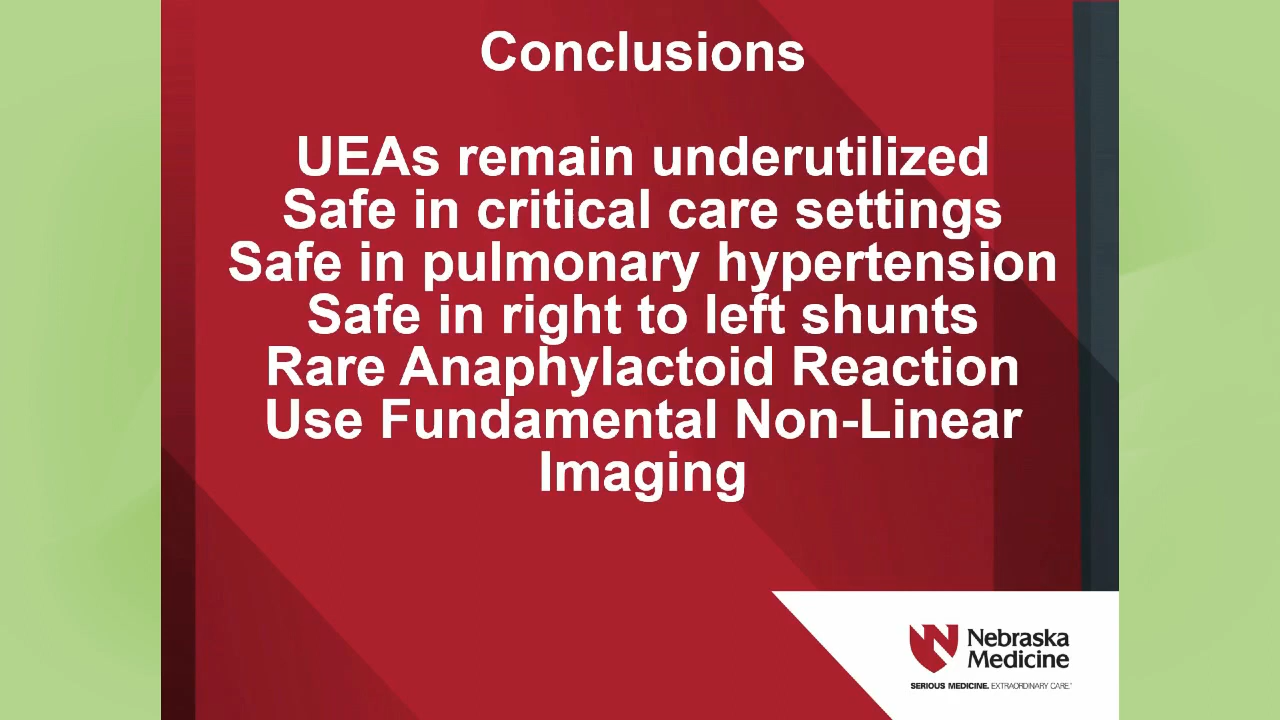 Conclusions
UEAs remain underutilized
Safe in critical care settings
Safe in pulmonary hypertension
Safe in right to left shunts
Rare Anaphylactoid Reaction
Use Fundamental Non-Linear
Imaging
Nebraska
Medicine
SERIOUS MEDICINE. EXTRAORDINARY CARE.™